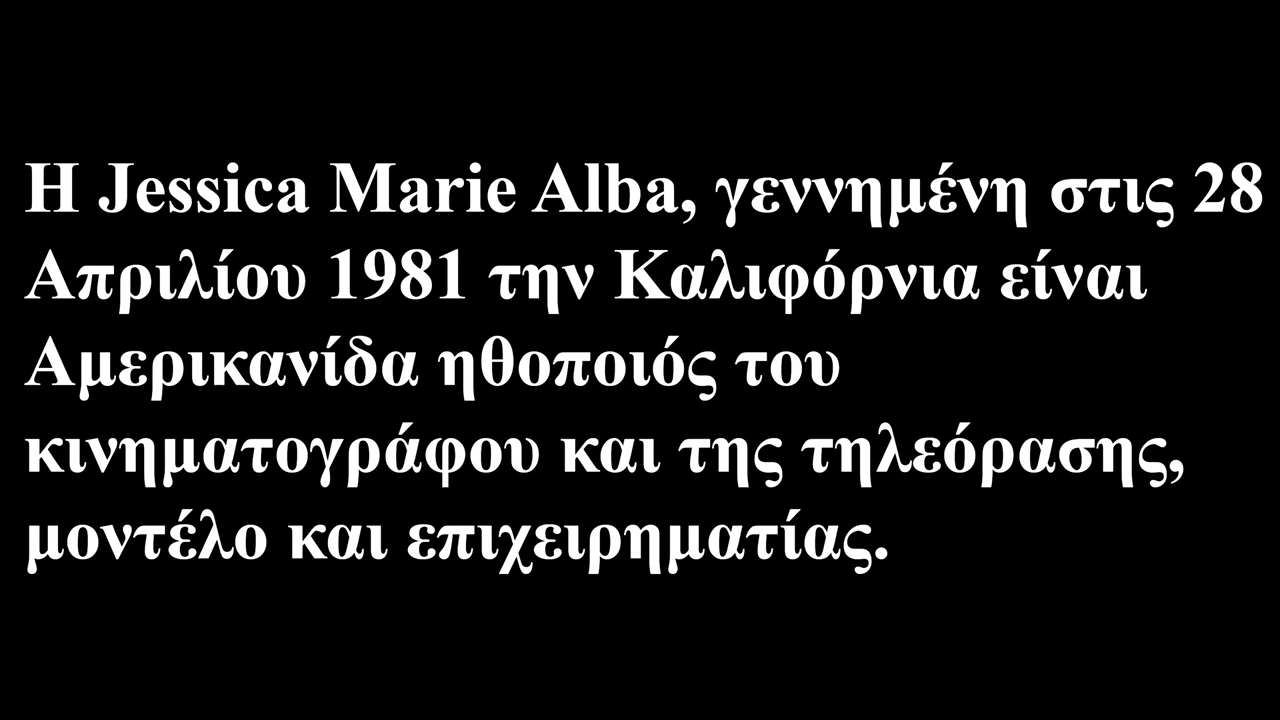 Η Jessica Marie Alba, γεννημένη στις 28
Απριλίου 1981 την Καλιφόρνια είναι
Αμερικανίδα ηθοποιός του
κινηματογράφου και της τηλεόρασης,
μοντέλο και επιχειρηματίας.